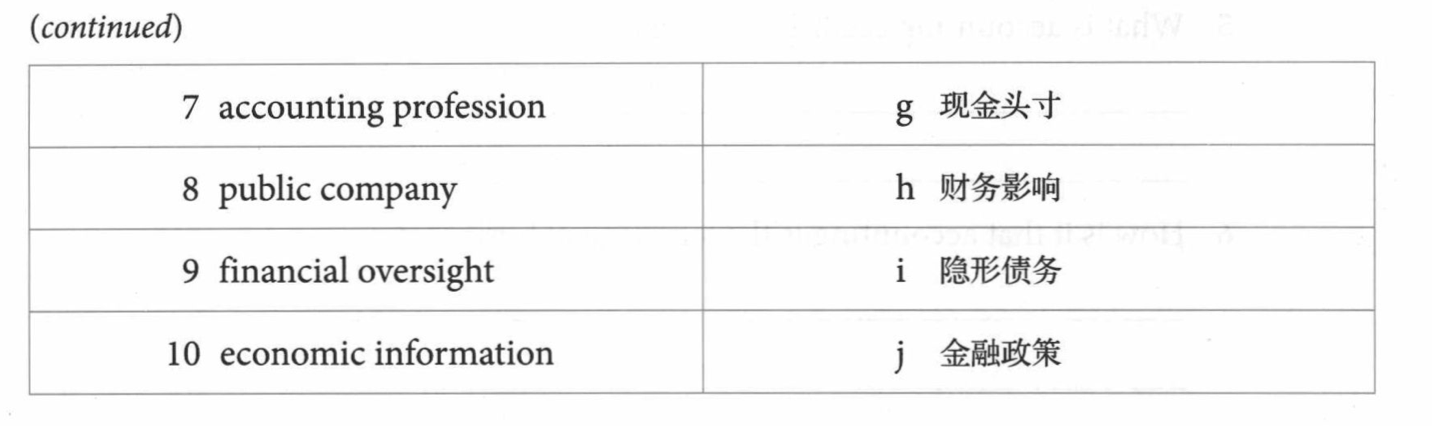 (continued)
7 accounting profession g 现金头寸
8 public company h 财务影响
9 financial oversight i 隐形债务
10 economic information j 金融政策